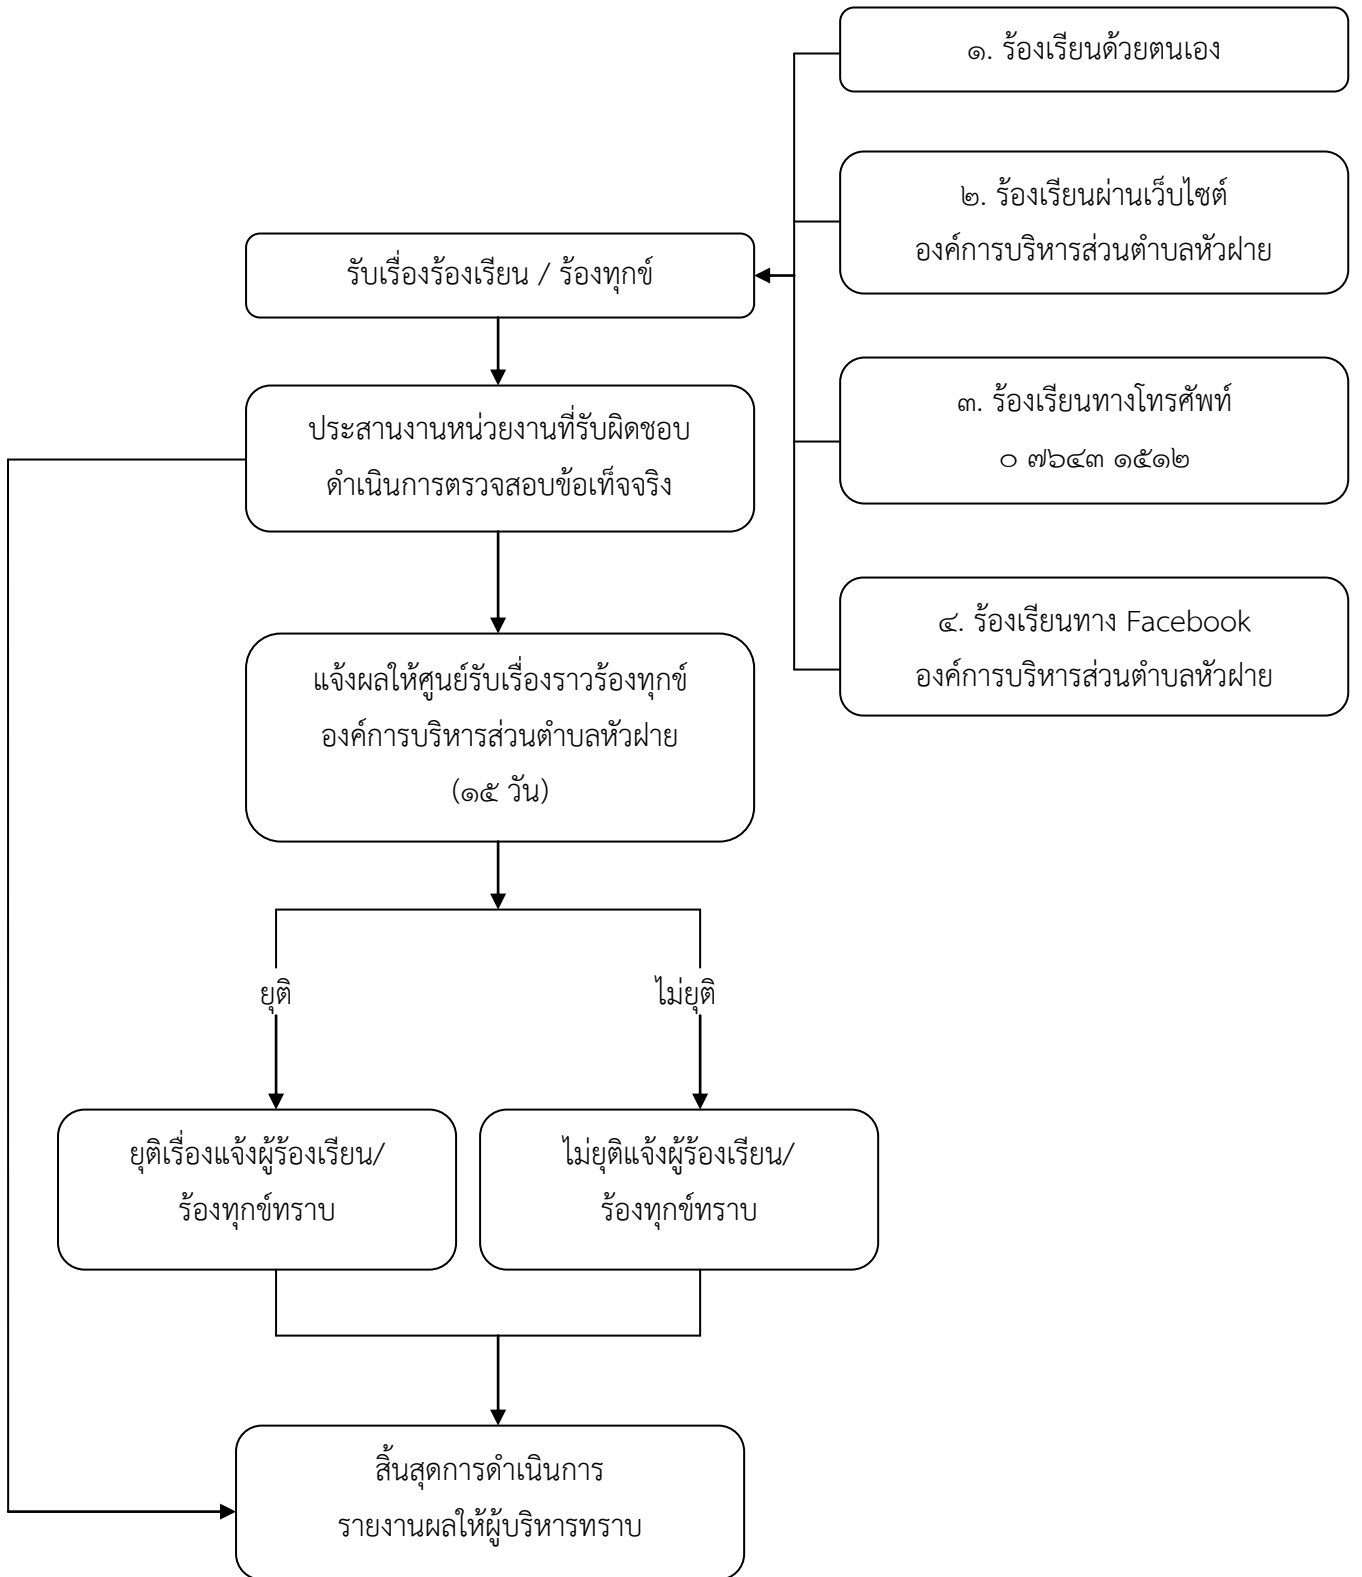 ๑. ร้องเรียนด้วยตนเอง
๒. ร้องเรียนผ่านเว็บไซต์
องค์การบริหารส่วนตำบลหัวฝาย
รับเรื่องร้องเรียน / ร้องทุกข์
๓. ร้องเรียนทางโทรศัพท์
๐ ๗๖๔๓ ๑๕๑๒
ประสานงานหน่วยงานที่รับผิดชอบ
ดำเนินการตรวจสอบข้อเท็จจริง
๔. ร้องเรียนทาง Facebook
องค์การบริหารส่วนตำบลหัวฝาย
แจ้งผลให้ศูนย์รับเรื่องราวร้องทุกข์
องค์การบริหารส่วนตำบลหัวฝาย
(๑๕ วัน)
ยุติ
ไม่ยุติ
ยุติเรื่องแจ้งผู้ร้องเรียน/
ร้องทุกข์ทราบ
ไม่ยุติแจ้งผู้ร้องเรียน/
ร้องทุกข์ทราบ
สิ้นสุดการดำเนินการ
รายงานผลให้ผู้บริหารทราบ